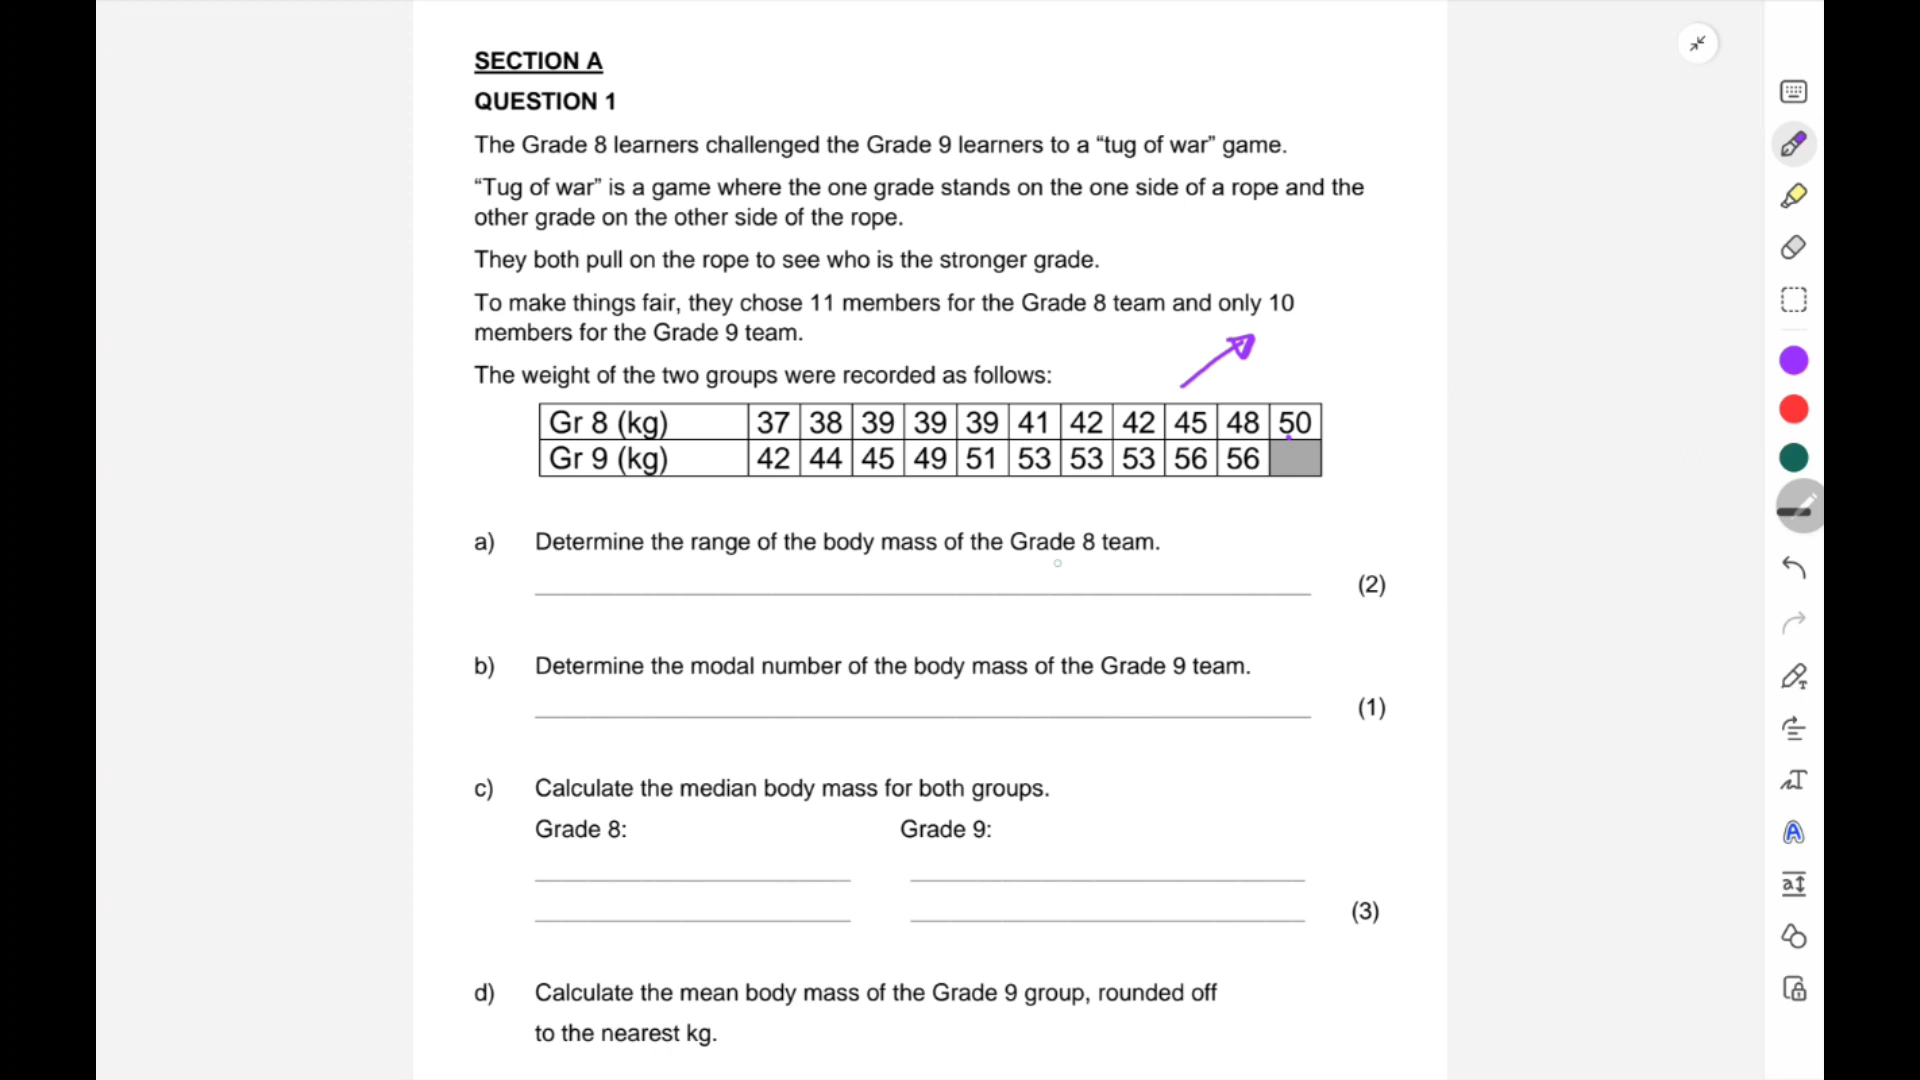 SECTION A
QUESTION 1
The Grade 8 learners challenged the Grade 9 learners to a “tug of war” game.
“Tug of war” is a game where the one grade stands on the one side of a rope and the
other grade on the other side of the rope.
They both pull on the rope to see who is the stronger grade.
To make things fair, they chose 11 members for the Grade 8 team and only 10
members for the Grade 9 team.
The weight of the two groups were recorded as follows:
Gr 8 (kg) 37 38 39 39 39 41 42 42 45 48 50
Gr 9 (kg) 42 44 45 49 51 53 53 53 56 56
a) Determine the range of the body mass of the Grade 8 team.
(2)
b) Determine the modal number of the body mass of the Grade 9 team.
(1)
c) Calculate the median body mass for both groups.
Grade 8: Grade 9:
(3)
d) Calculate the mean body mass of the Grade 9 group, rounded off
to the nearest kg.